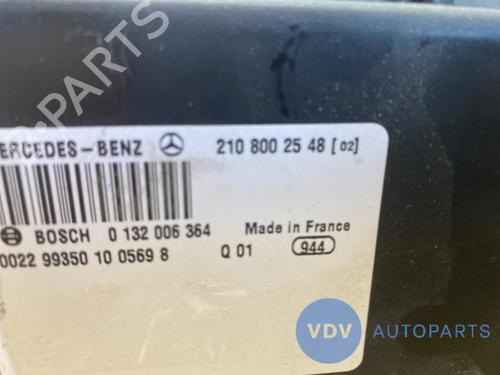 ERCEDES-BENZ 210 800 25 48 [02]
BOSCH 0 132 006 364 Made in France
0022 99350 10 0569 8 Q 01 944
VDV AUTOPARTS